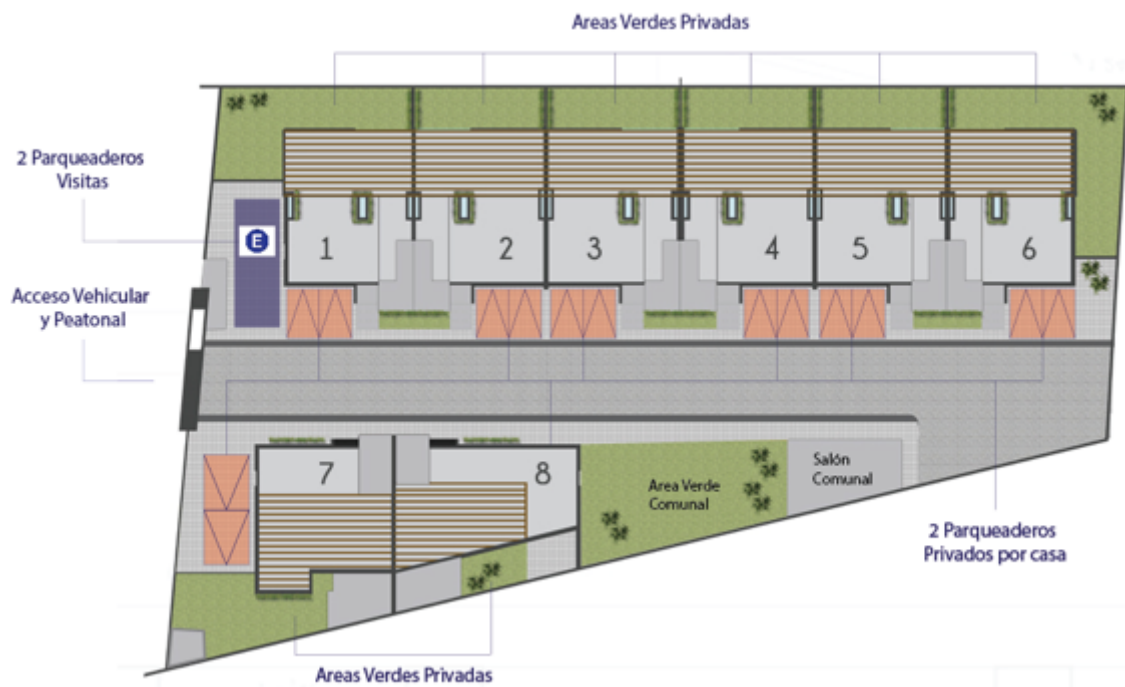 Areas Verdes Privadas
2 Parqueaderos
Visitas
E
1
2
3
4
5
6
Acceso Vehicular
y Peatonal
7
8
Area Verde
Comunal
Salón
Comunal
2 Parqueaderos
Privados por casa
Areas Verdes Privadas